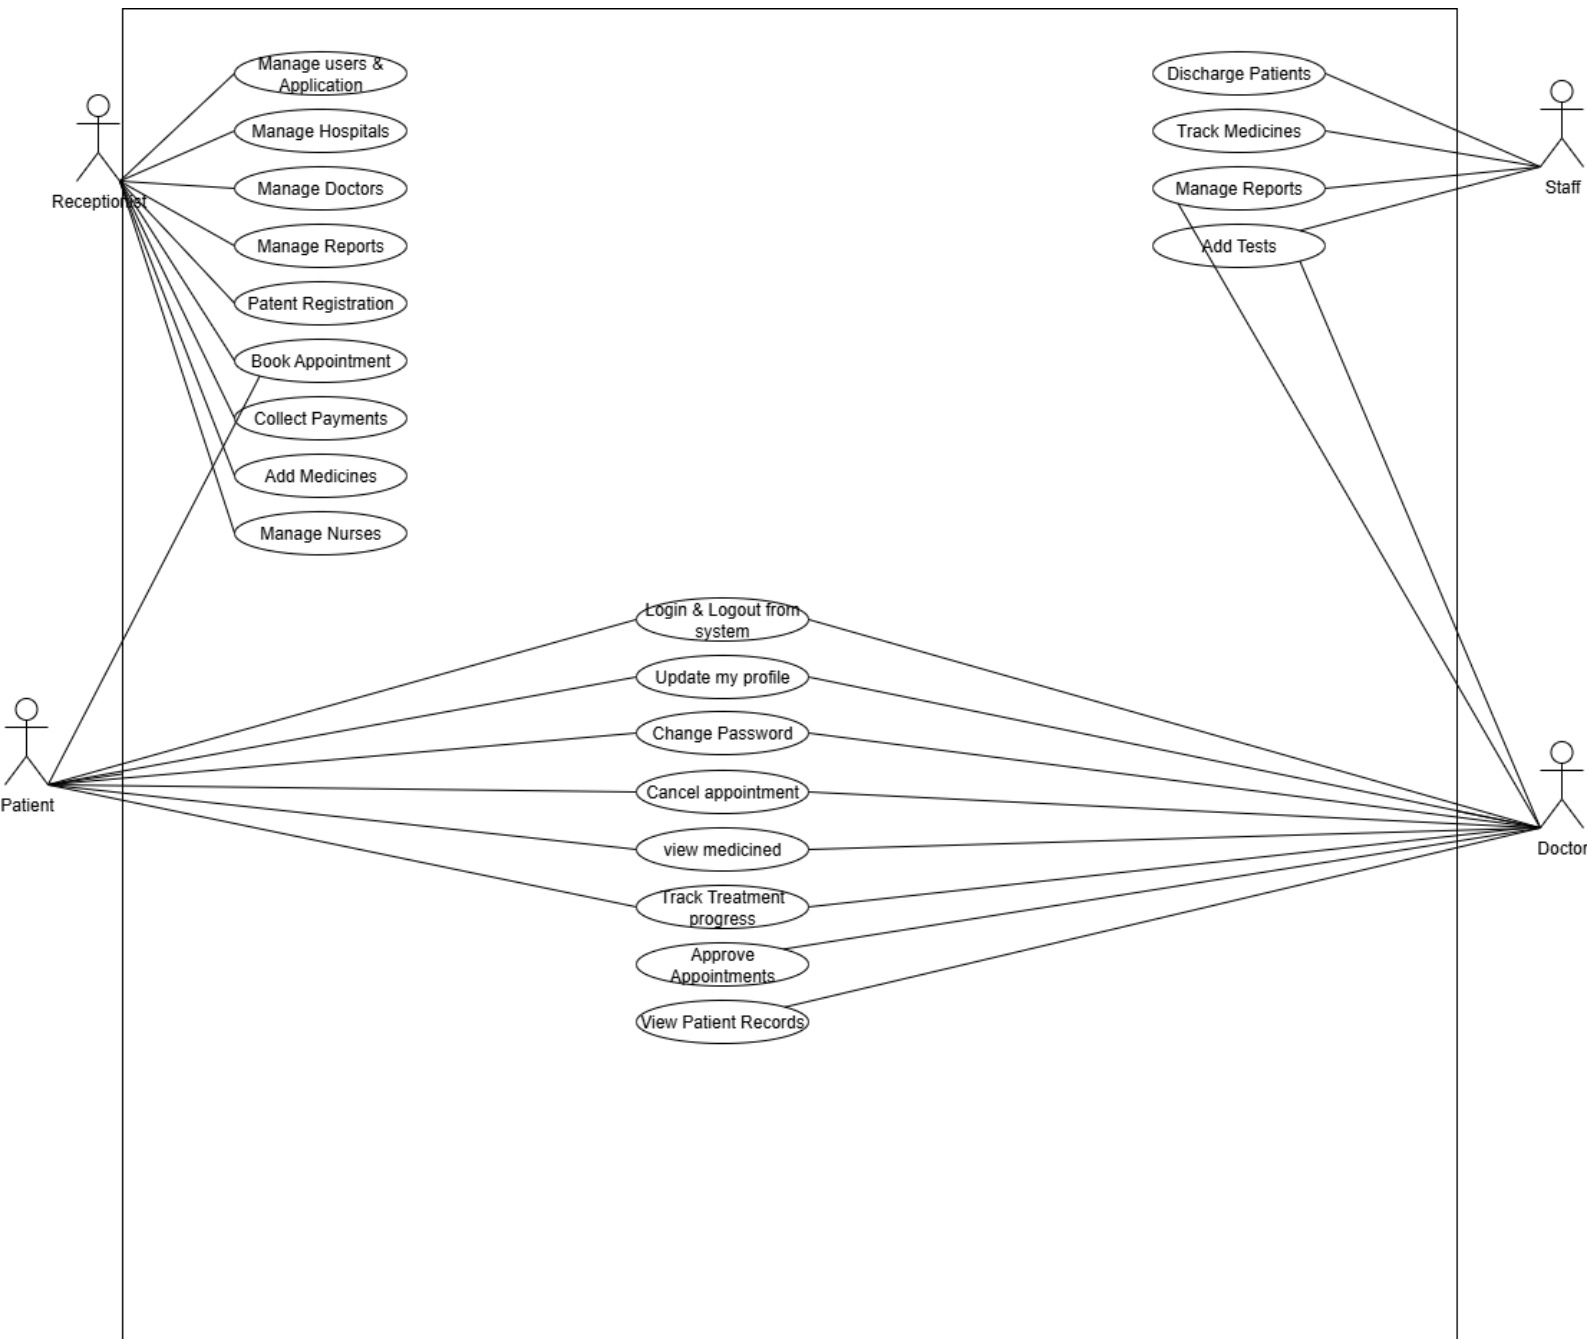 Manage users &
Application
Manage Hospitals
Manage Doctors
Manage Reports
Patent Registration
Book Appointment
Collect Payments
Add Medicines
Manage Nurses
Receptionist
Discharge Patients
Track Medicines
Manage Reports
Add Tests
Staff
Login & Logout from
system
Update my profile
Change Password
Cancel appointment
view medicined
Track Treatment
progress
Approve
Appointments
View Patient Records
Patient
Doctor